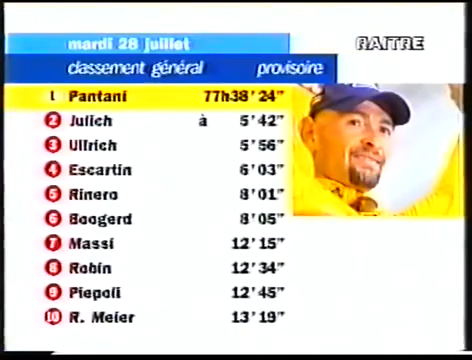 mardi 28 juillet
RAITRE
classement général provisoire
1 Pantani 77h38'24"
2 Julich à 5'42"
3 Ullrich 5'56"
4 Escartin 6'03"
5 Rinero 8'01"
6 Boogerd 8'05"
7 Massi 12'15"
8 Robin 12'34"
9 Piepoli 12'45"
10 R. Meier 13'19"